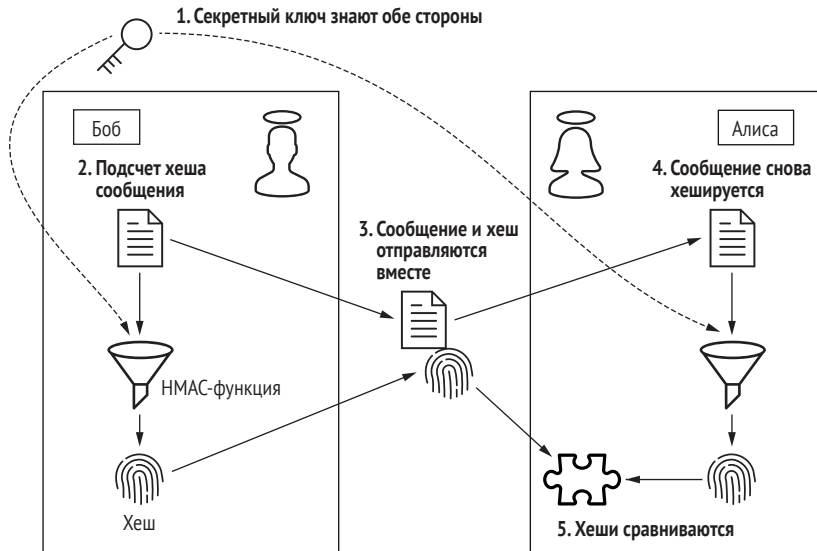 1. Секретный ключ знают обе стороны
Боб
Алиса
2. Подсчет хеша
сообщения
4. Сообщение снова
хешируется
3. Сообщение и хеш
отправляются
вместе
HMAC-функция
Хеш
5. Хеши сравниваются